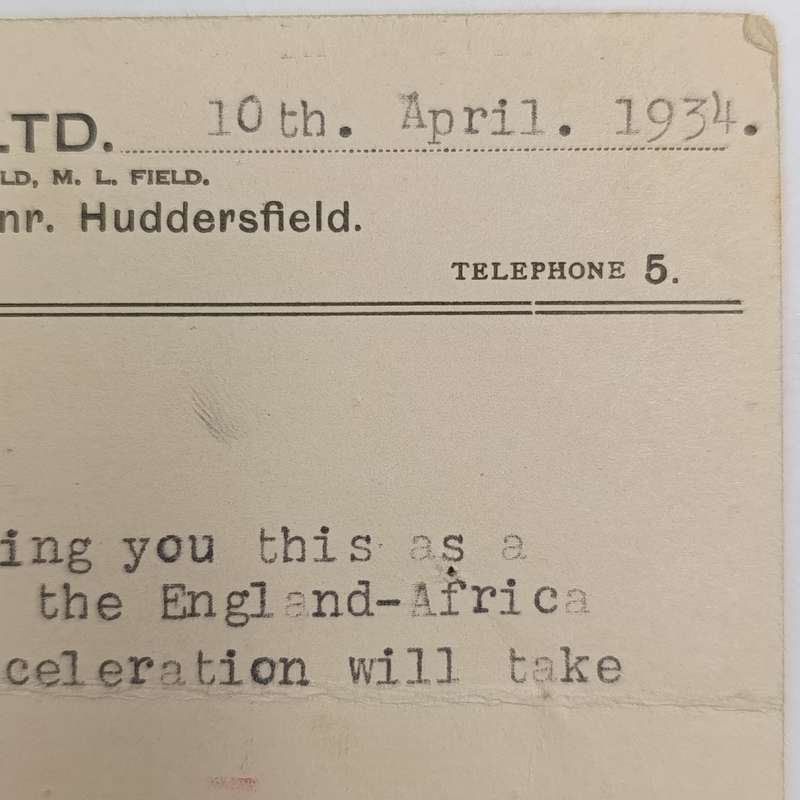 LTD. 10th. April. 1934.
LD, M. L. FIELD.
nr. Huddersfield.
TELEPHONE 5.
ing you this as a
the England-Africa
celeration will take